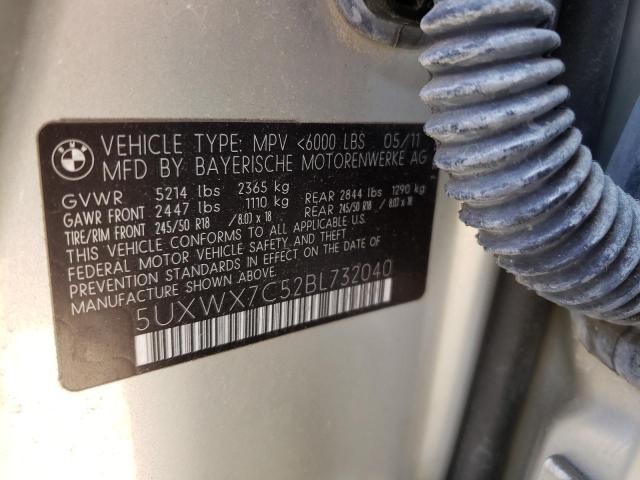 BMW
VEHICLE TYPE: MPV <6000 LBS 05/11
MFD BY BAYERISCHE MOTORENWERKE AG
GVWR 5214 lbs 2365 kg
GAWR FRONT 2447 lbs 1110 kg REAR 2844 lbs 1290 kg
TIRE/RIM FRONT 245/50 R18 / 8.0J x 18 REAR 245/50 R18 / 8.0J x 18
THIS VEHICLE CONFORMS TO ALL APPLICABLE
FEDERAL MOTOR VEHICLE SAFETY AND THEFT
PREVENTION STANDARDS IN EFFECT ON THE DATE
OF MANUFACTURE SHOWN ABOVE.
5UXWX7C52BL732040